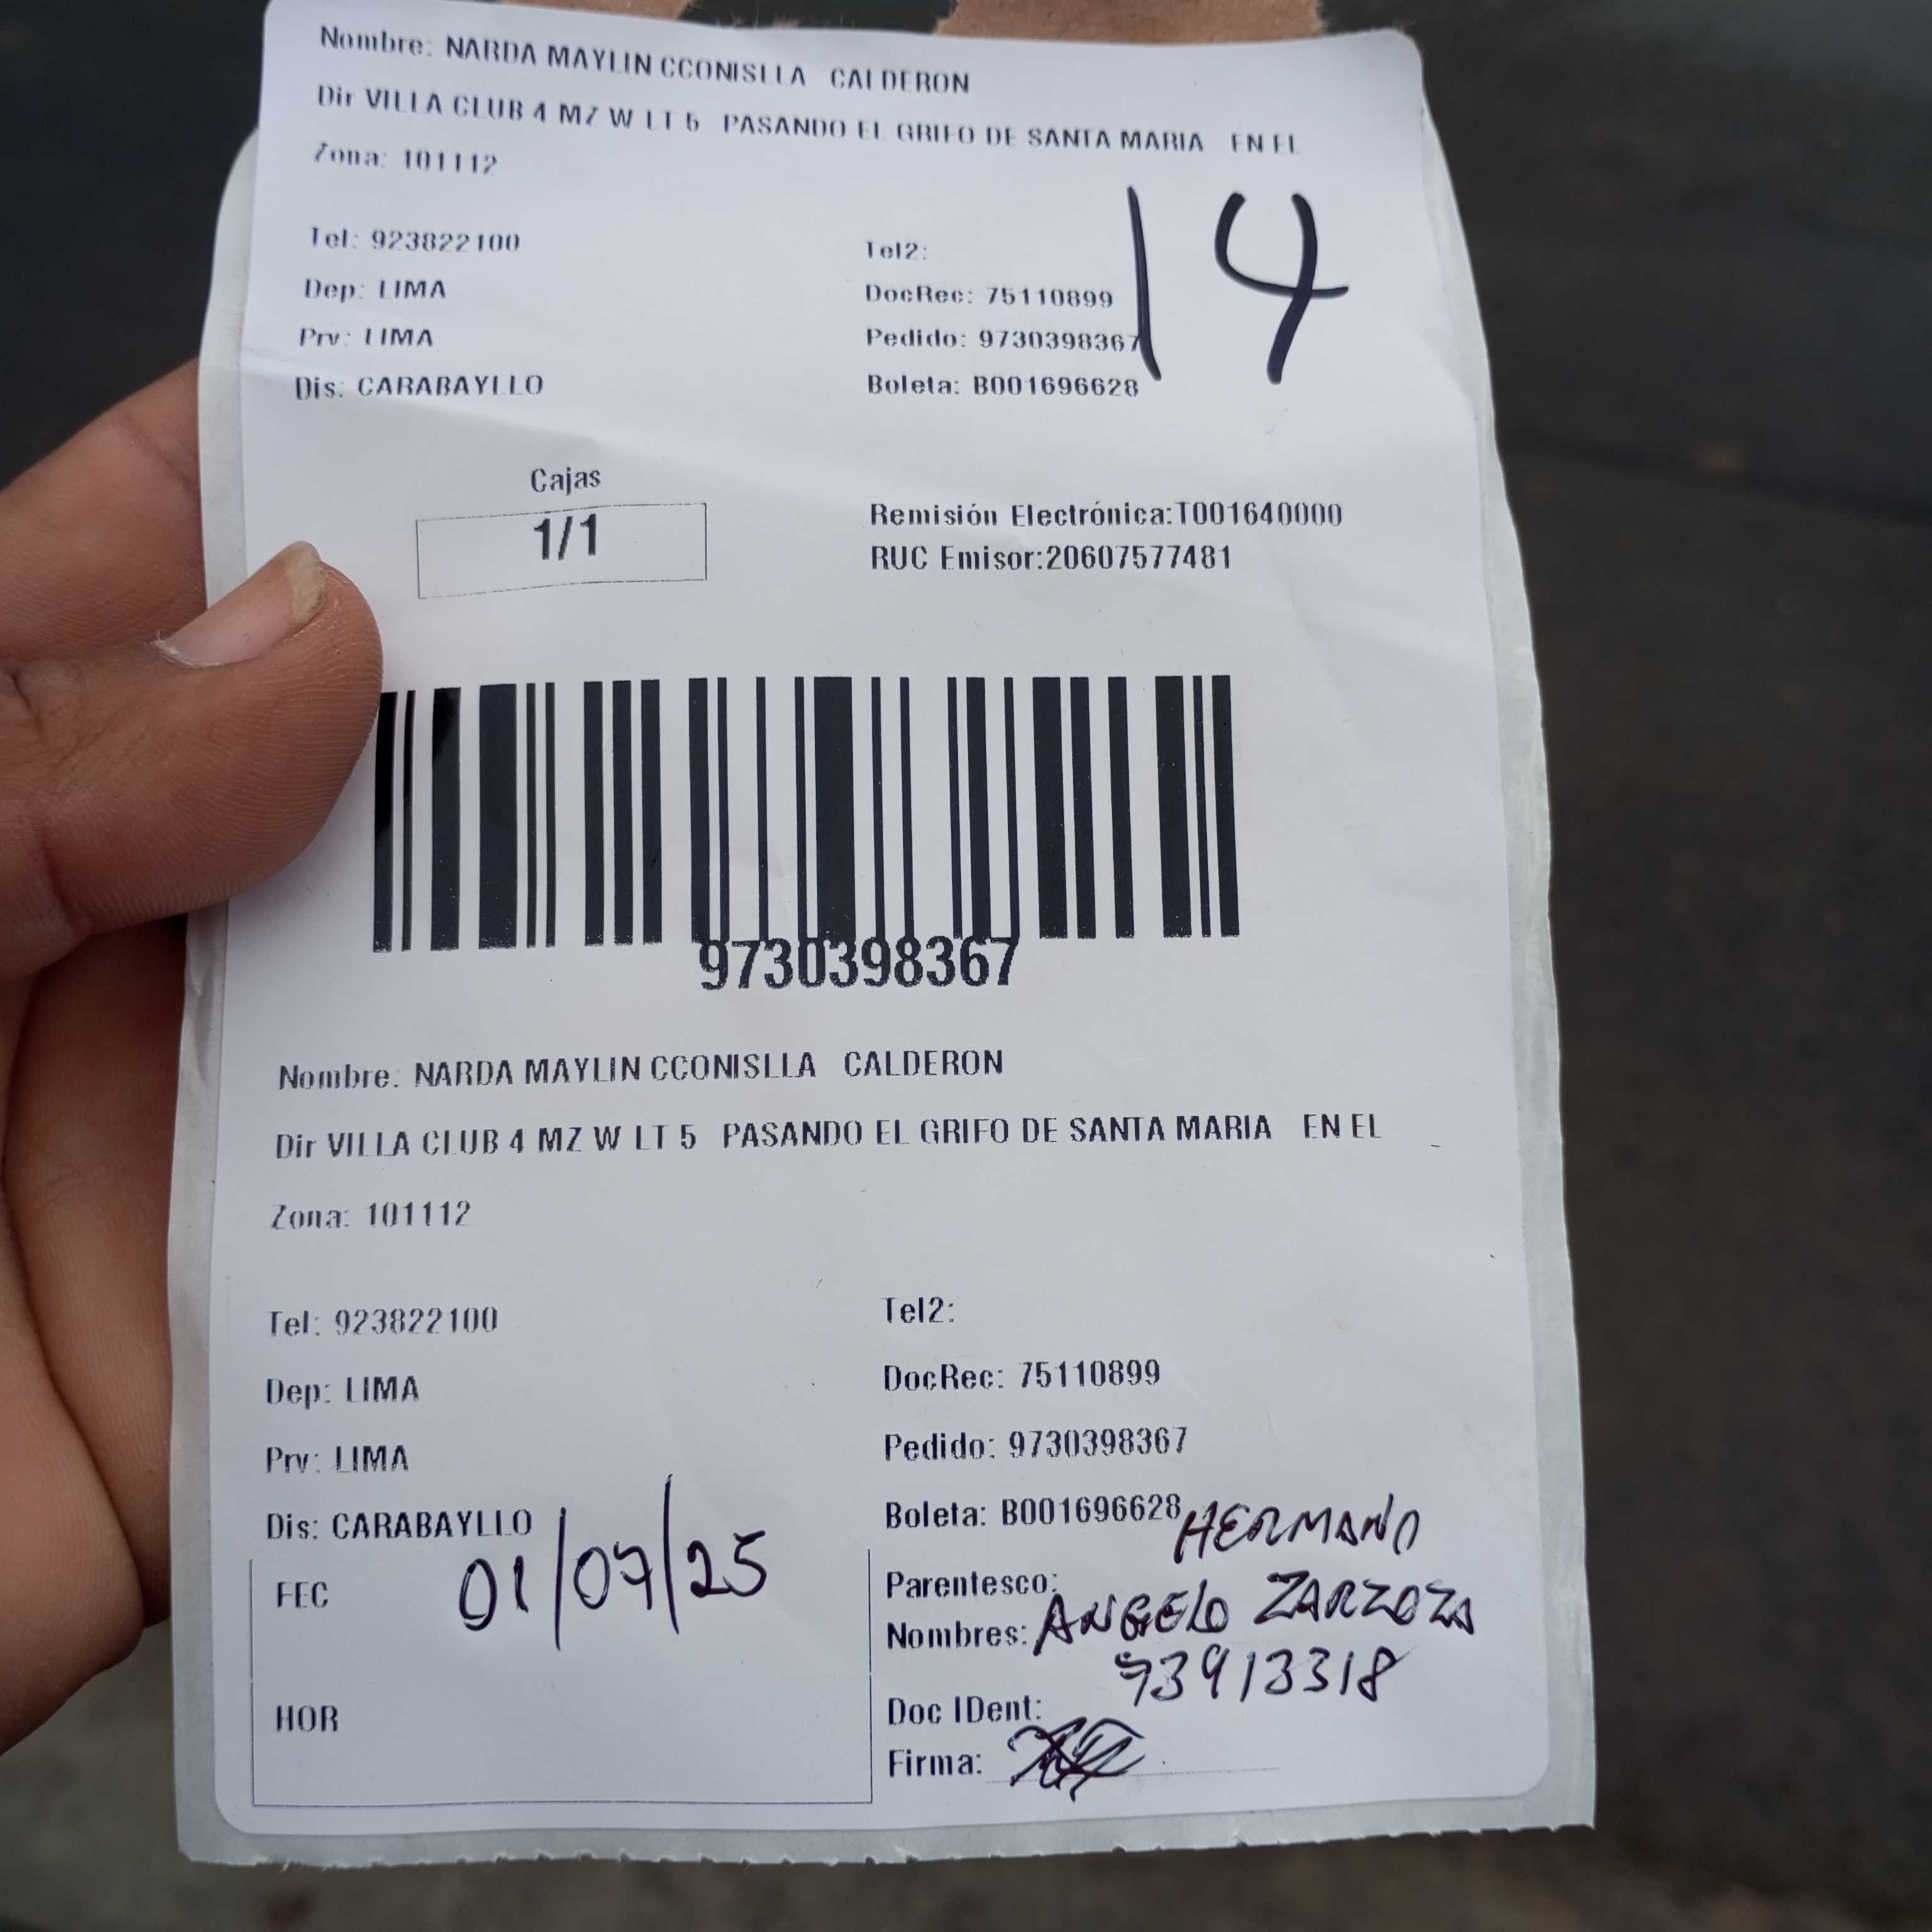 Nombre: NARDA MAYLIN CCONISLLA CALDERON
Dir VILLA CLUB 4 MZ W LT 5 PASANDO EL GRIFO DE SANTA MARIA EN EL
Zona: 101112
14
Tel: 923822100 Tel2:
Dep: LIMA DocRec: 75110899
Prv: LIMA Pedido: 9730398367
Dis: CARABAYLLO Boleta: B001696628
Cajas
1/1
Remisión Electrónica:T001640000
RUC Emisor:20607577481
9730398367
Nombre: NARDA MAYLIN CCONISLLA CALDERON
Dir VILLA CLUB 4 MZ W LT 5 PASANDO EL GRIFO DE SANTA MARIA EN EL
Zona: 101112
Tel: 923822100 Tel2:
Dep: LIMA DocRec: 75110899
Prv: LIMA Pedido: 9730398367
Dis: CARABAYLLO Boleta: B001696628
FEC 01/07/25
HOR
Parentesco: HERMANO
Nombres: ANGELO ZARZOZA
Doc IDent: 73913318
Firma: